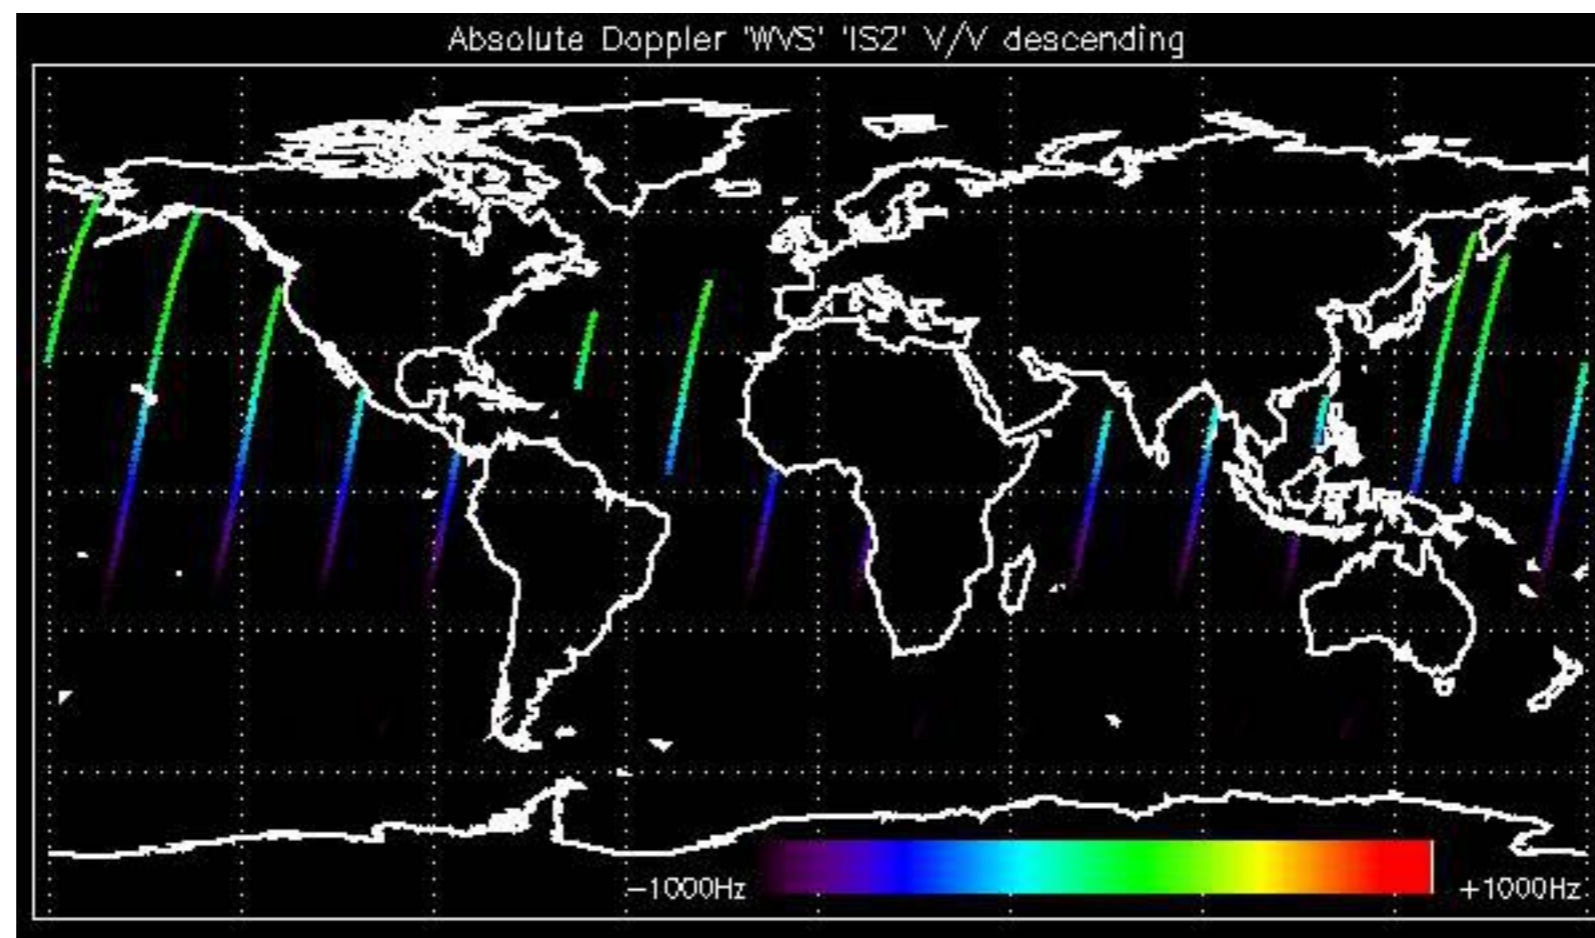 Absolute Doppler 'WVS' 'IS2' V/V descending
−1000Hz
+1000Hz